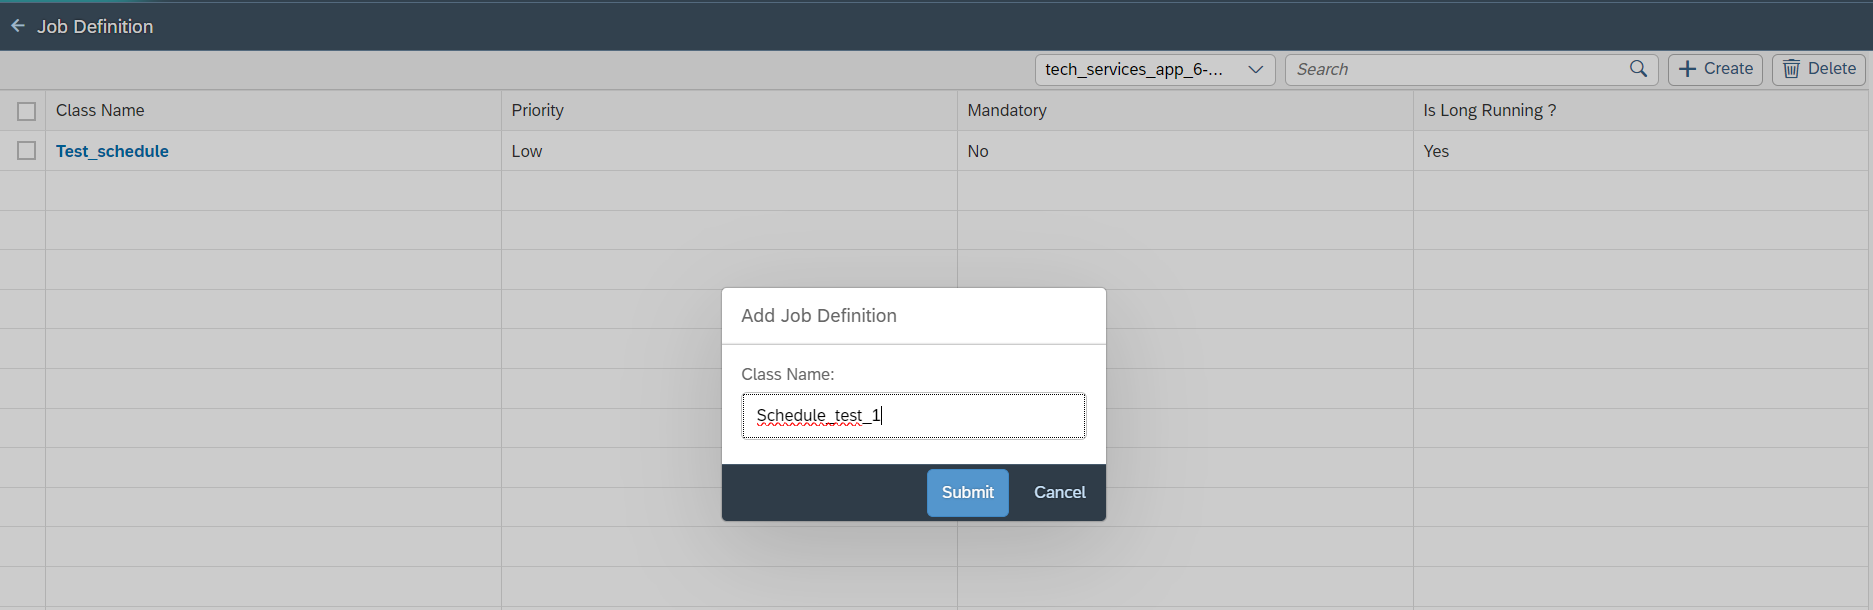 Job Definition
tech_services_app_6-... Search Create Delete
Class Name Priority Mandatory Is Long Running ?
Test_schedule Low No Yes
Add Job Definition
Class Name:
Schedule_test_1
Submit Cancel